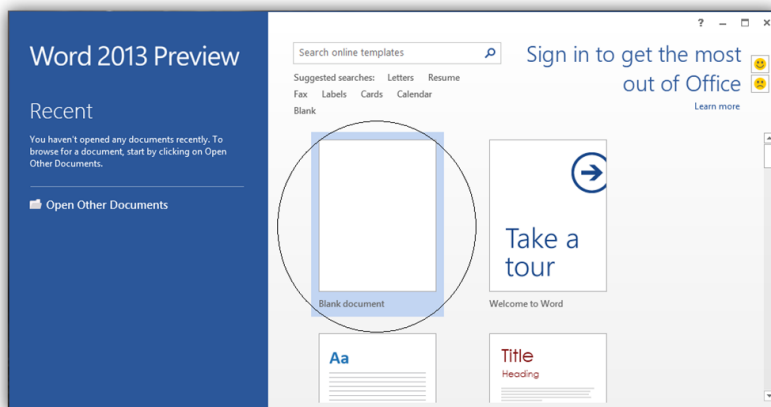 ?
Word 2013 Preview
Search online templates
Sign in to get the most
out of Office
Suggested searches: Letters Resume
Fax Labels Cards Calendar
Blank
Learn more
Recent
You haven't opened any documents recently. To
browse for a document, start by clicking on Open
Other Documents.
Open Other Documents
Take a
tour
Blank document
Welcome to Word
Aa
Title
Heading